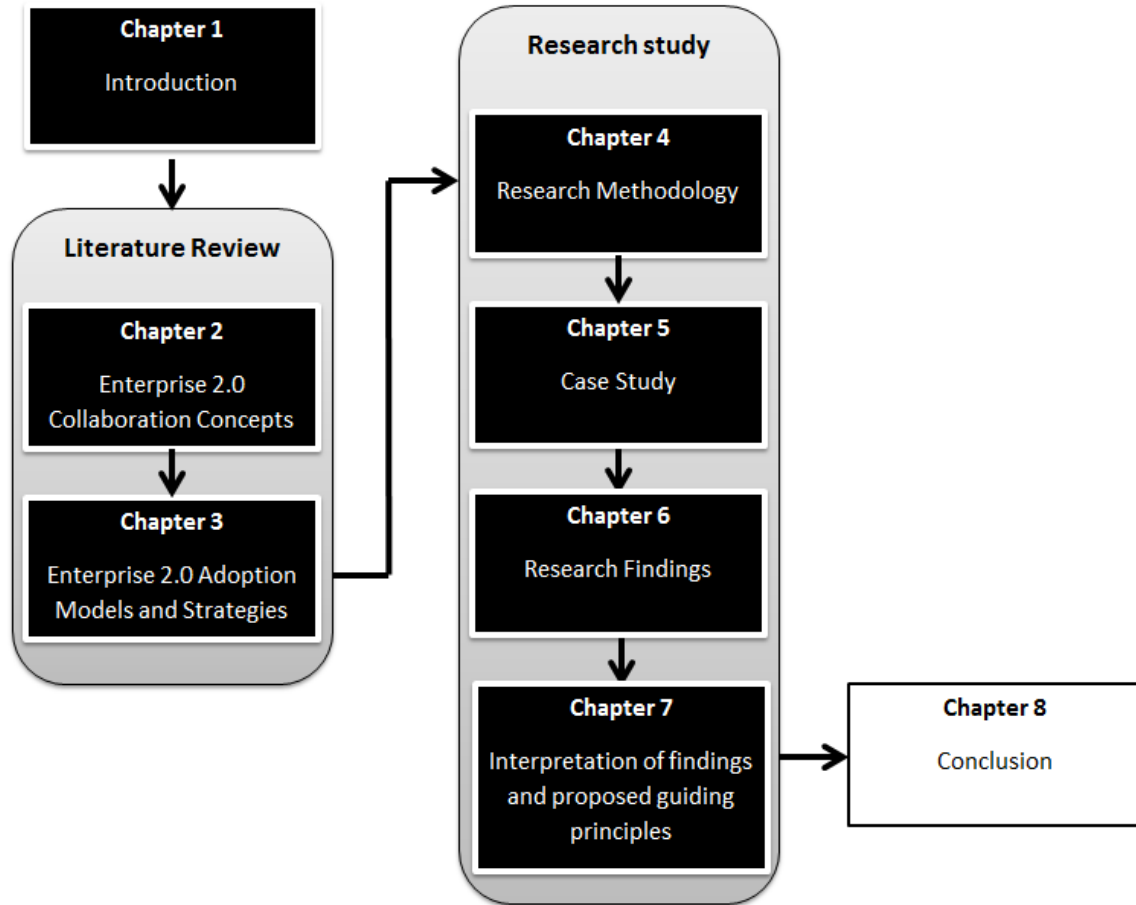 Chapter 1
Introduction
Literature Review
Chapter 2
Enterprise 2.0
Collaboration Concepts
Chapter 3
Enterprise 2.0 Adoption
Models and Strategies
Research study
Chapter 4
Research Methodology
Chapter 5
Case Study
Chapter 6
Research Findings
Chapter 7
Interpretation of findings
and proposed guiding
principles
Chapter 8
Conclusion